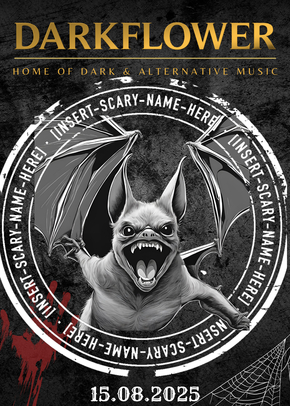 DARKFLOWER
HOME OF DARK & ALTERNATIVE MUSIC
[INSERT-SCARY-NAME-HERE] ·
[INSERT-SCARY-NAME-HERE] ·
[INSERT-SCARY-NAME-HERE] ·
[INSERT-SCARY-NAME-HERE] ·
15.08.2025